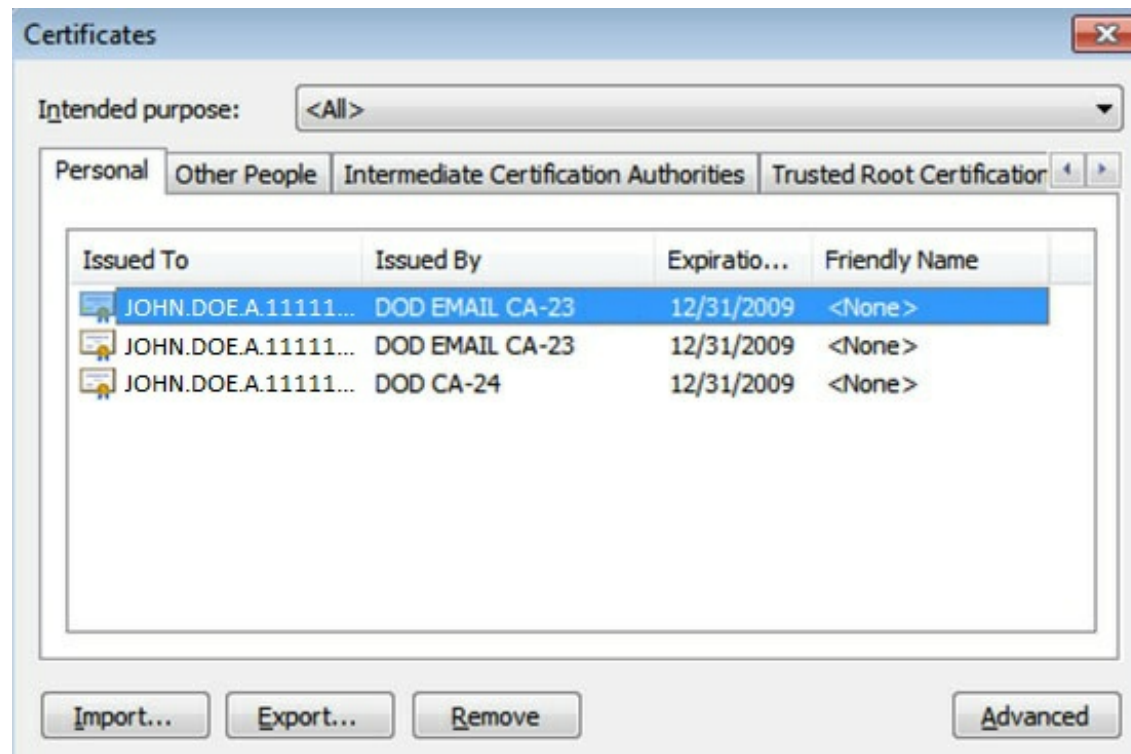 Certificates
Intended purpose: <All>
Personal Other People Intermediate Certification Authorities Trusted Root Certification
Issued To Issued By Expiratio... Friendly Name
JOHN.DOE.A.11111... DOD EMAIL CA-23 12/31/2009 <None>
JOHN.DOE.A.11111... DOD EMAIL CA-23 12/31/2009 <None>
JOHN.DOE.A.11111... DOD CA-24 12/31/2009 <None>
Import... Export... Remove Advanced